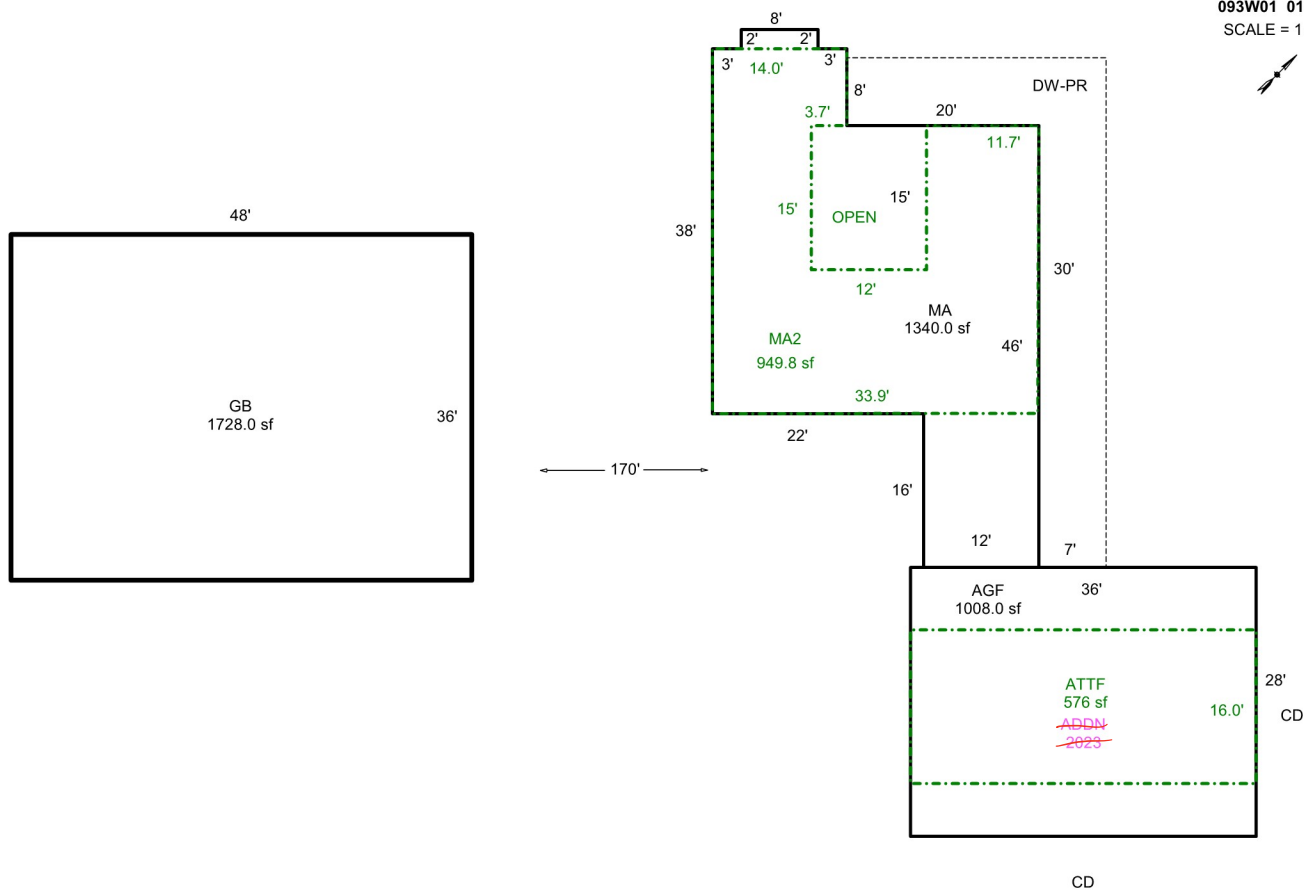 093W01 01
SCALE = 1
8'
2' 2'
3' 3'
14.0'
8'
DW-PR
3.7'
20'
11.7'
15' 15'
OPEN
48'
38'
30'
12'
MA
1340.0 sf
46'
MA2
949.8 sf
33.9'
GB
1728.0 sf
36'
22'
170'
16'
12'
7'
AGF
1008.0 sf
36'
28'
ATTF
576 sf
16.0'
CD
ADDN
2023
CD